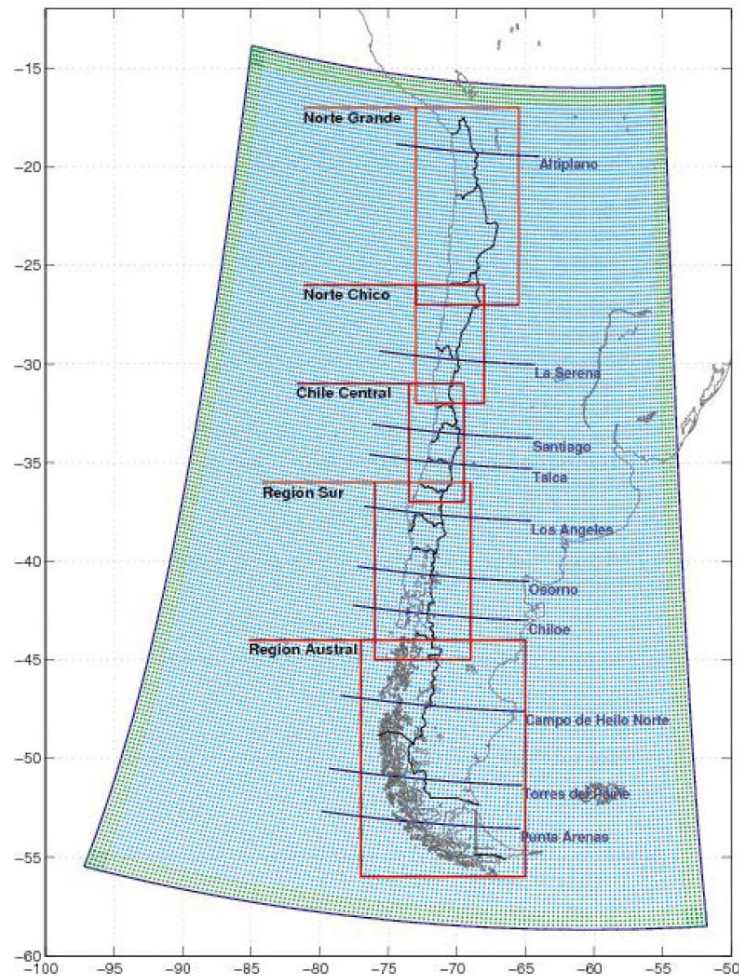 −15
Norte Grande
Altiplano
−20
−25
Norte Chico
−30
La Serena
Chile Central
Santiago
−35
Talca
Region Sur
Los Angeles
−40
Osorno
Chiloe
Region Austral
−45
Campo de Heilo Norte
−50
Torres del Paine
Punta Arenas
−55
−60
−100 −95 −90 −85 −80 −75 −70 −65 −60 −55 −50